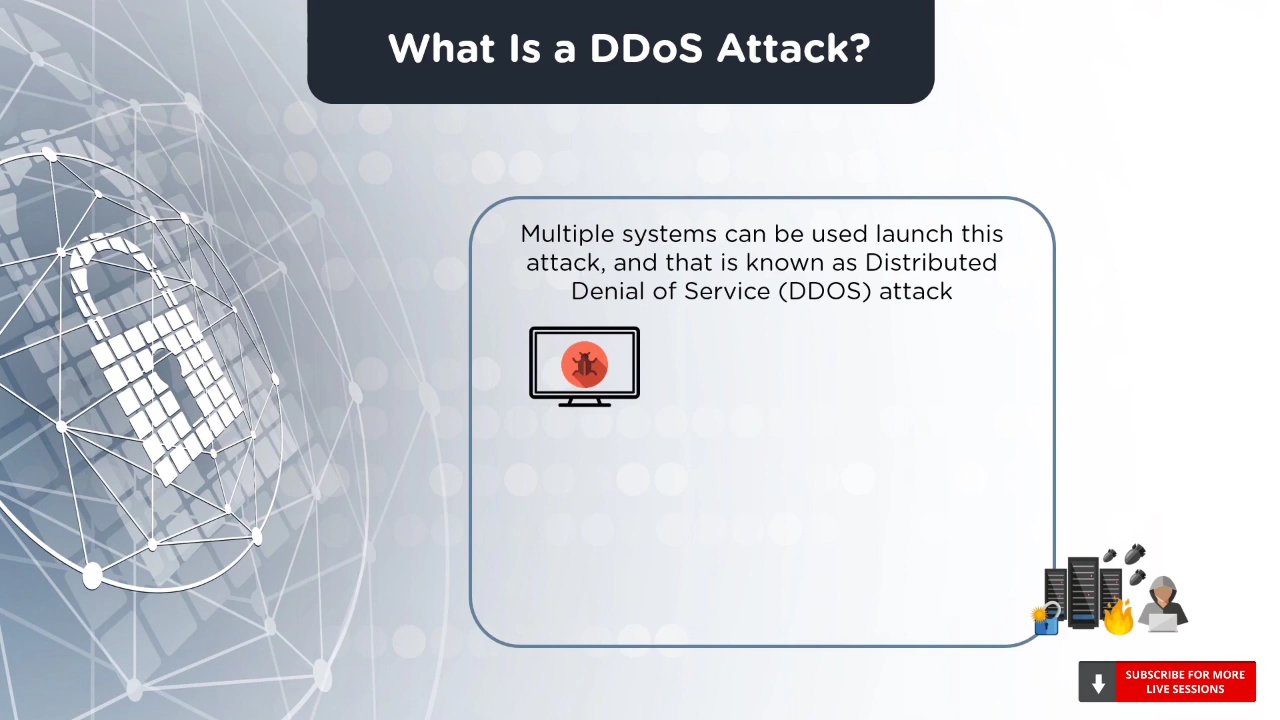 What Is a DDoS Attack?
Multiple systems can be used launch this
attack, and that is known as Distributed
Denial of Service (DDOS) attack
SUBSCRIBE FOR MORE
LIVE SESSIONS